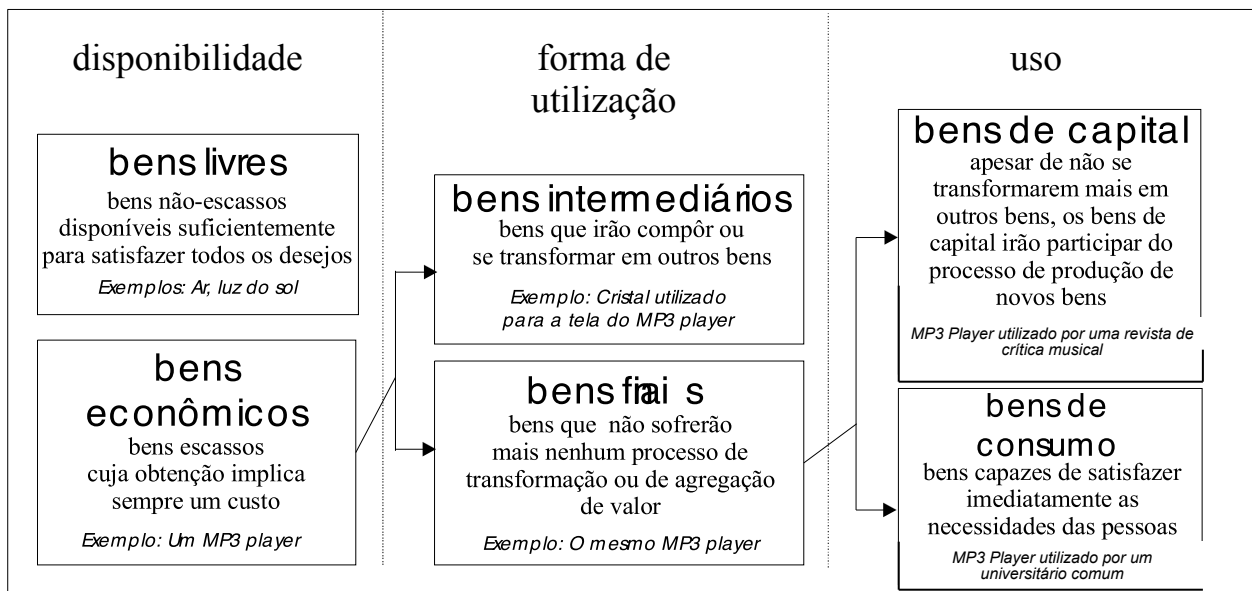 disponibilidade
bens livres
bens não-escassos
disponíveis suficientemente
para satisfazer todos os desejos
Exemplos: Ar, luz do sol
bens
econômicos
bens escassos
cuja obtenção implica
sempre um custo
Exemplo: Um MP3 player
forma de
utilização
bens intermediários
bens que irão compôr ou
se transformar em outros bens
Exemplo: Cristal utilizado
para a tela do MP3 player
bens finai s
bens que não sofrerão
mais nenhum processo de
transformação ou de agregação
de valor
Exemplo: O mesmo MP3 player
uso
bens de capital
apesar de não se
transformarem mais em
outros bens, os bens de
capital irão participar do
processo de produção de
novos bens
MP3 Player utilizado por uma revista de
crítica musical
bens de
consumo
bens capazes de satisfazer
imediatamente as
necessidades das pessoas
MP3 Player utilizado por um
universitário comum